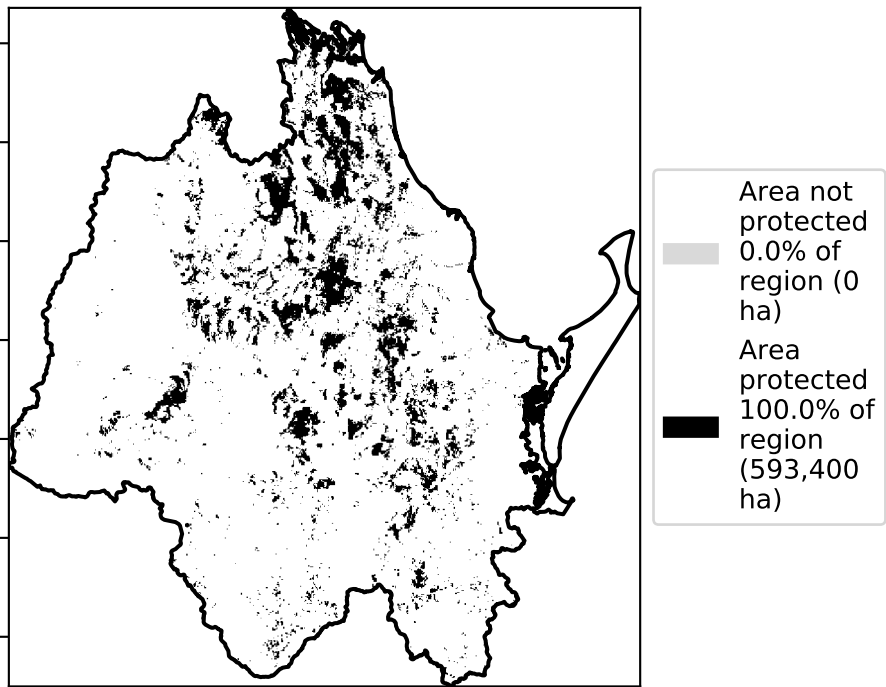 Area not
protected
0.0% of
region (0
ha)
Area
protected
100.0% of
region
(593,400
ha)